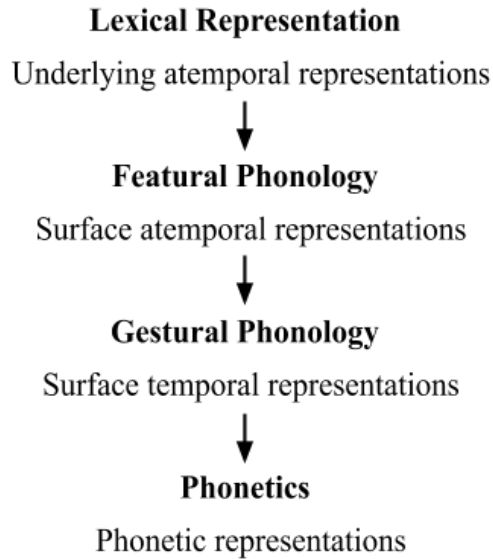 Lexical Representation
Underlying atemporal representations
Featural Phonology
Surface atemporal representations
Gestural Phonology
Surface temporal representations
Phonetics
Phonetic representations